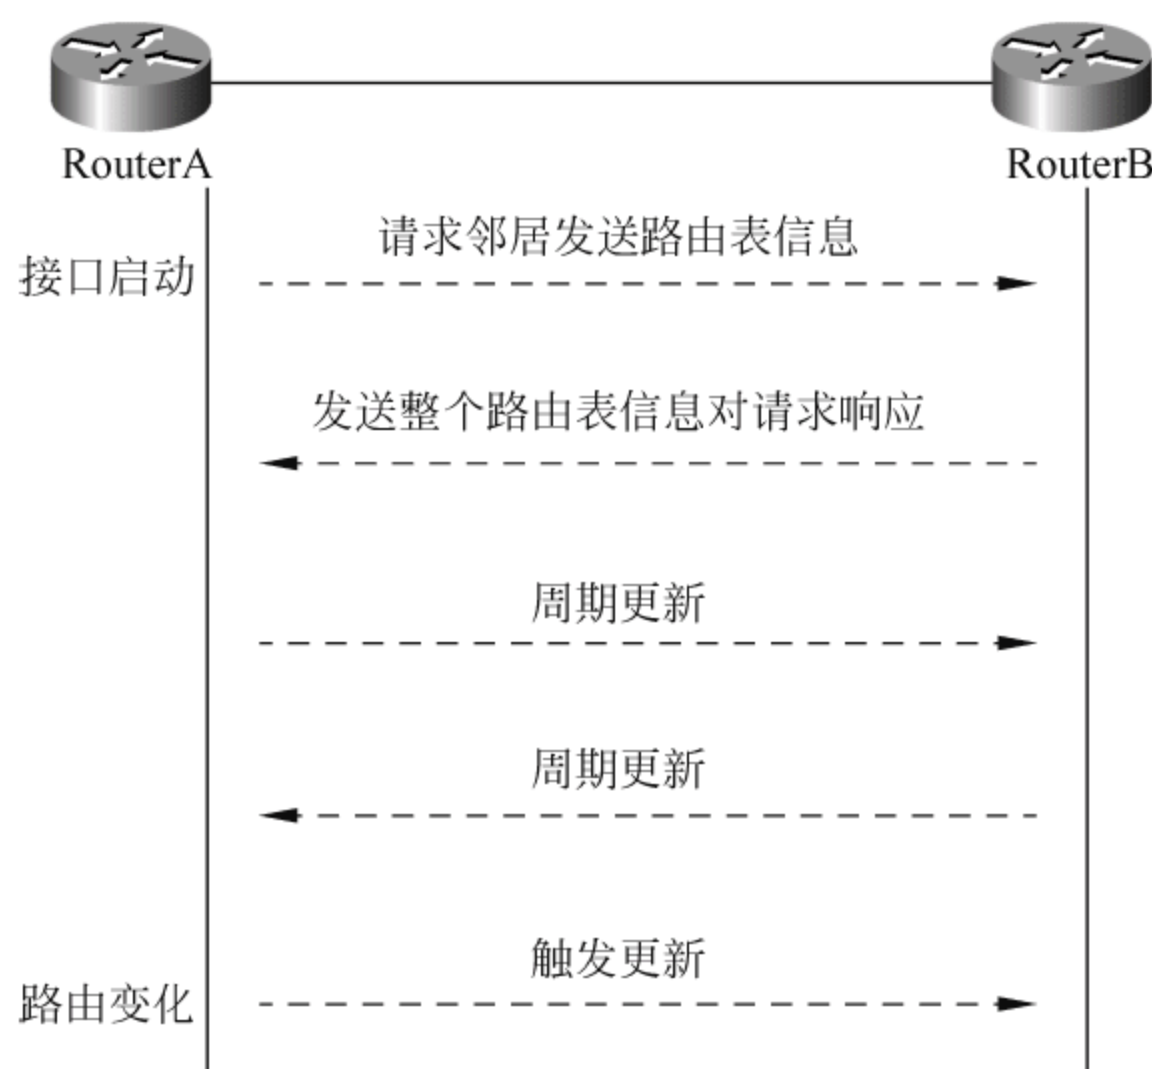 RouterA
RouterB
请求邻居发送路由表信息
接口启动
发送整个路由表信息对请求响应
周期更新
周期更新
触发更新
路由变化